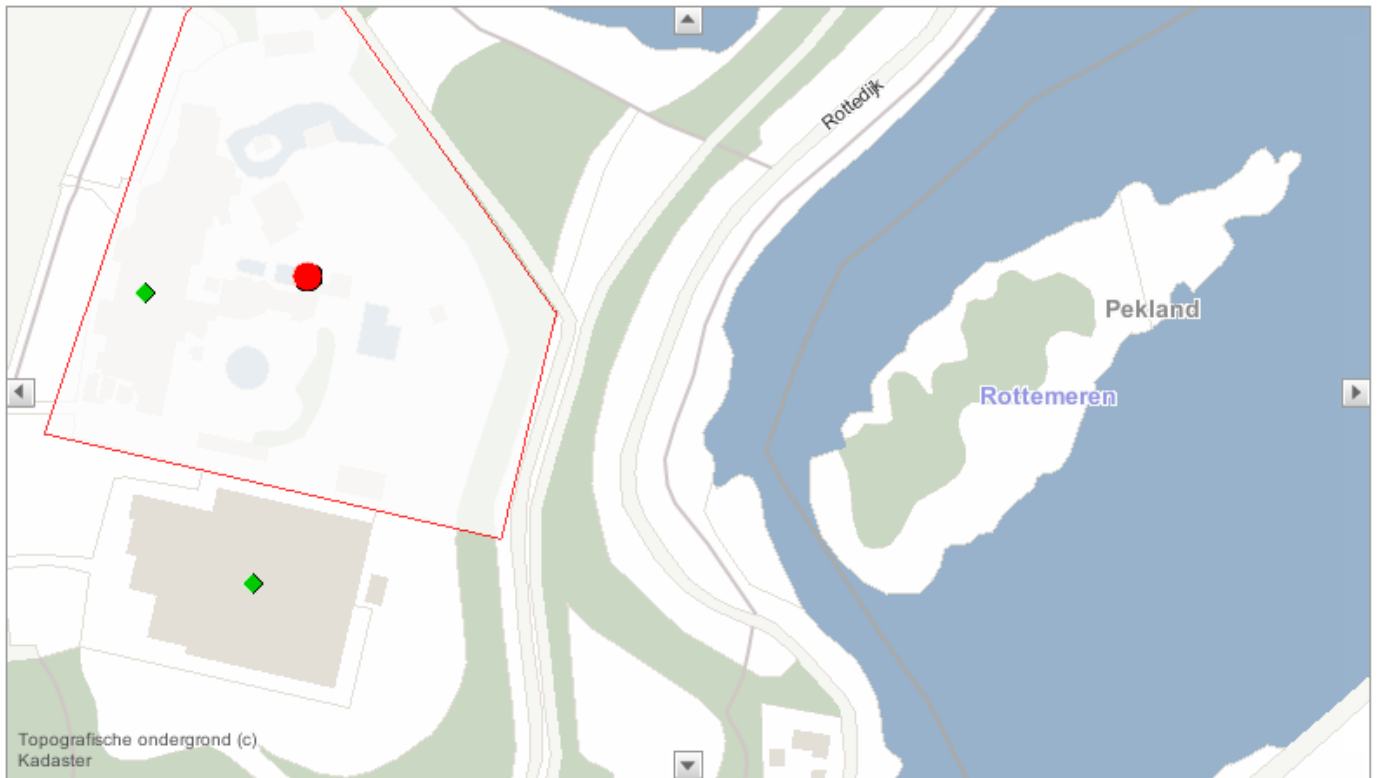 Rottedijk
Pekland
Rottemeren
Topografische ondergrond (c)
Kadaster